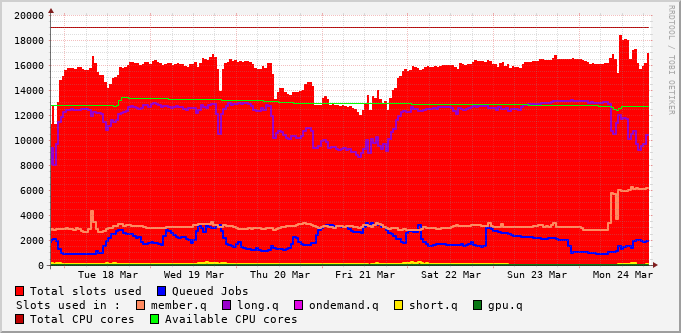 20000
18000
16000
14000
12000
10000
8000
6000
4000
2000
0
Tue 18 Mar Wed 19 Mar Thu 20 Mar Fri 21 Mar Sat 22 Mar Sun 23 Mar Mon 24 Mar
RRDTOOL / TOBI OETIKER
Total slots used Queued Jobs
Slots used in : member.q long.q ondemand.q short.q gpu.q
Total CPU cores Available CPU cores